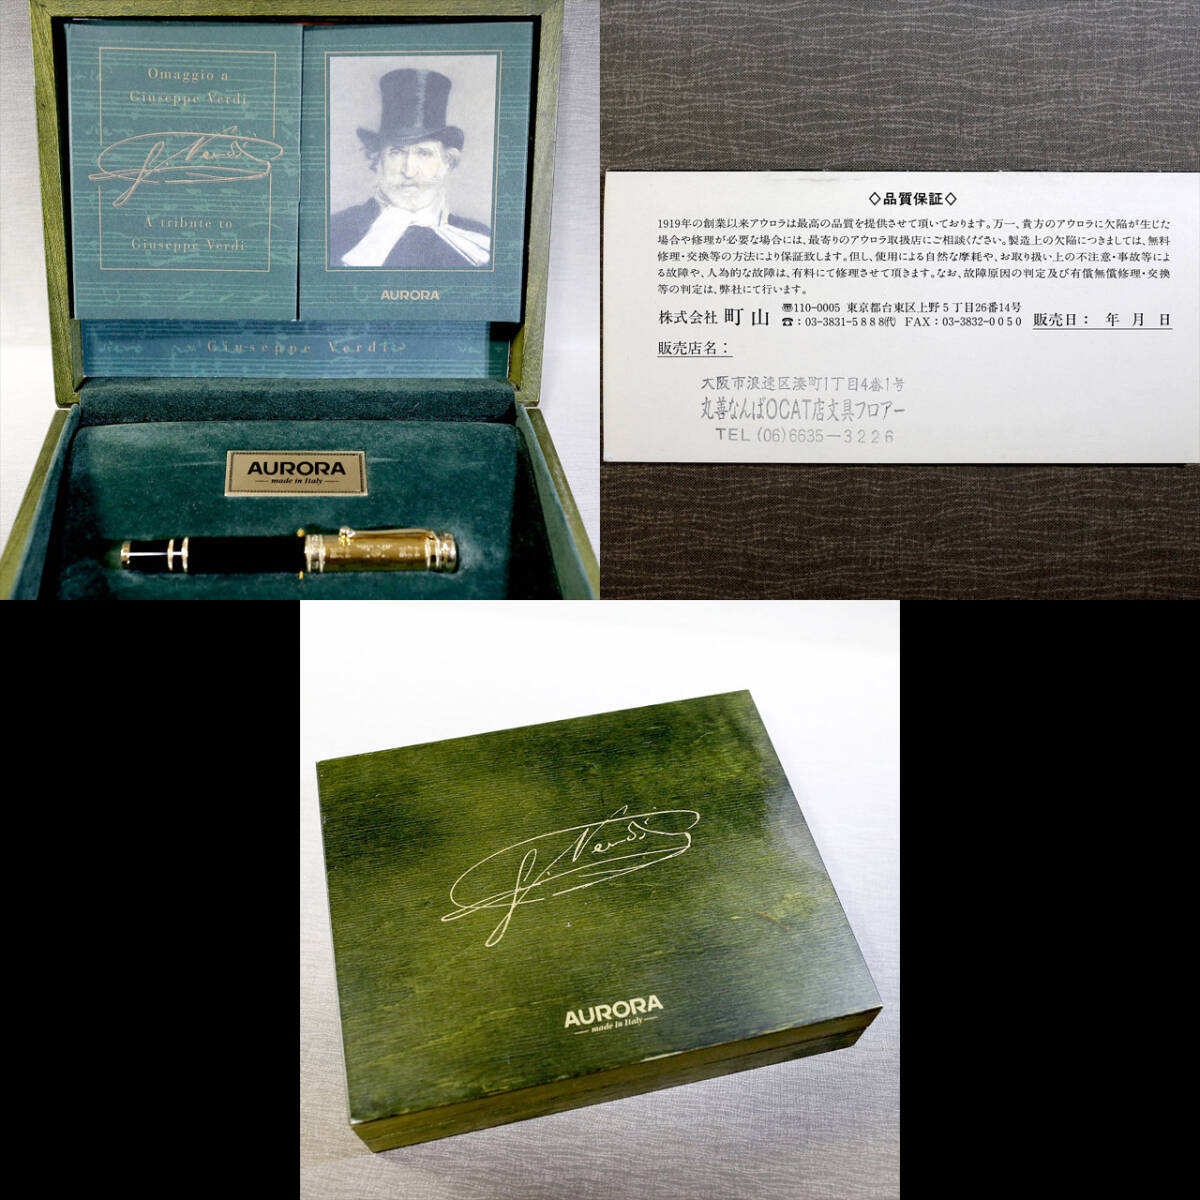 Omaggio a
Giuseppe Verdi
G. Verdi
A tribute to
Giuseppe Verdi
AURORA
Giuseppe Verdi
AURORA
made in Italy
◇品質保証◇
1919年の創業以来アウロラは最高の品質を提供させて頂いております。万一、貴方のアウロラに欠陥が生じた
場合や修理が必要な場合には、最寄りのアウロラ取扱店にご相談ください。製造上の欠陥につきましては、無料
修理・交換等の方法により保証致します。但し、使用による自然な摩耗や、お取り扱い上の不注意・事故等によ
る故障や、人為的な故障は、有料にて修理させて頂きます。なお、故障原因の判定及び有償無償修理・交換
等の判定は、弊社にて行います。
株式会社 町山 〠110-0005 東京都台東区上野5丁目26番14号
☎:03-3831-5888㈹ FAX:03-3832-0050 販売日: 年 月 日
販売店名:
大阪市浪速区湊町1丁目4番1号
丸善なんばOCAT店文具フロアー
TEL (06)6635-3226
G. Verdi
AURORA
made in Italy